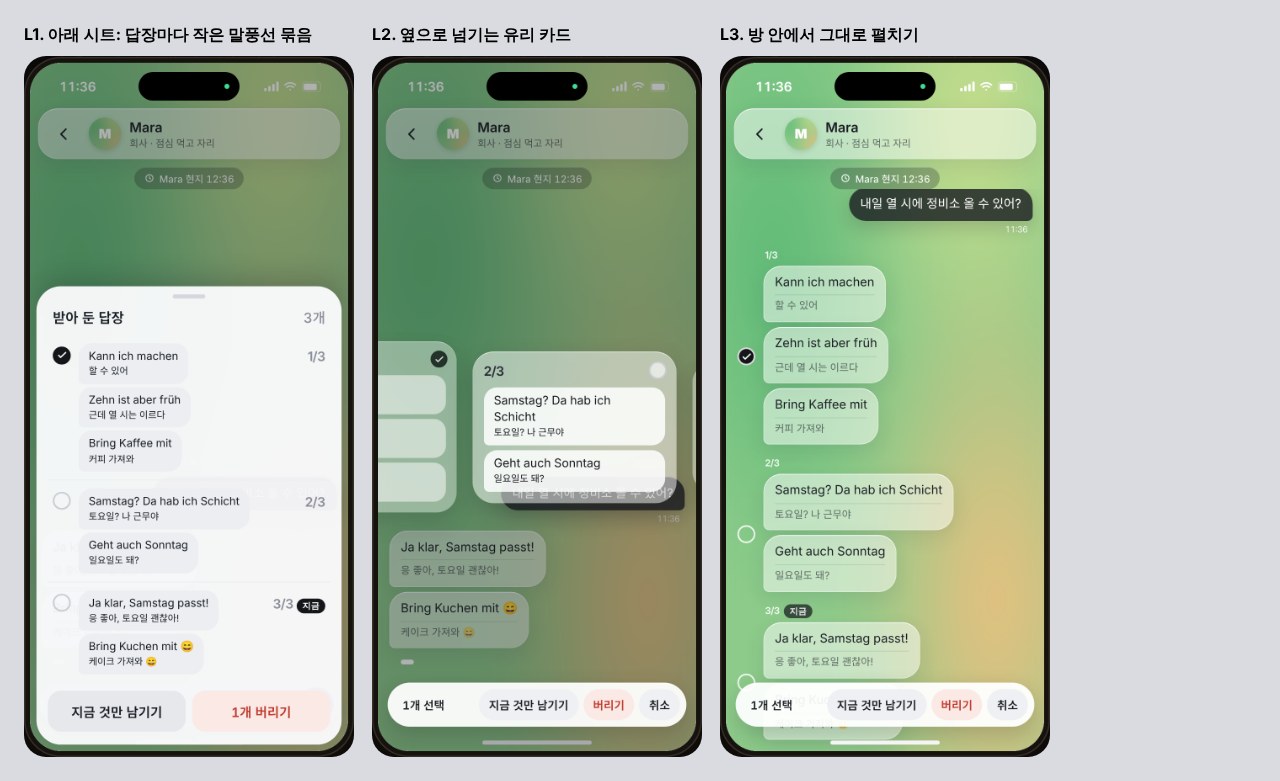 L1. 아래 시트: 답장마다 작은 말풍선 묶음
11:36
M
Mara
회사 · 점심 먹고 자리
Mara 현지 12:36
받아 둔 답장
3개
Kann ich machen
할 수 있어
1/3
Zehn ist aber früh
근데 열 시는 이르다
Bring Kaffee mit
커피 가져와
Samstag? Da hab ich Schicht
토요일? 나 근무야
2/3
Geht auch Sonntag
일요일도 돼?
Ja klar, Samstag passt!
응 좋아, 토요일 괜찮아!
3/3 지금
Bring Kuchen mit 😄
케이크 가져와 😄
지금 것만 남기기
1개 버리기
L2. 옆으로 넘기는 유리 카드
11:36
M
Mara
회사 · 점심 먹고 자리
Mara 현지 12:36
2/3
Samstag? Da hab ich
Schicht
토요일? 나 근무야
Geht auch Sonntag
일요일도 돼?
내일 열 시에 정비소 올 수 있어?
11:36
Ja klar, Samstag passt!
응 좋아, 토요일 괜찮아!
Bring Kuchen mit 😄
케이크 가져와 😄
1개 선택
지금 것만 남기기
버리기
취소
L3. 방 안에서 그대로 펼치기
11:36
M
Mara
회사 · 점심 먹고 자리
Mara 현지 12:36
내일 열 시에 정비소 올 수 있어?
11:36
1/3
Kann ich machen
할 수 있어
Zehn ist aber früh
근데 열 시는 이르다
Bring Kaffee mit
커피 가져와
2/3
Samstag? Da hab ich Schicht
토요일? 나 근무야
Geht auch Sonntag
일요일도 돼?
3/3 지금
Ja klar, Samstag passt!
응 좋아, 토요일 괜찮아!
1개 선택
지금 것만 남기기
버리기
취소